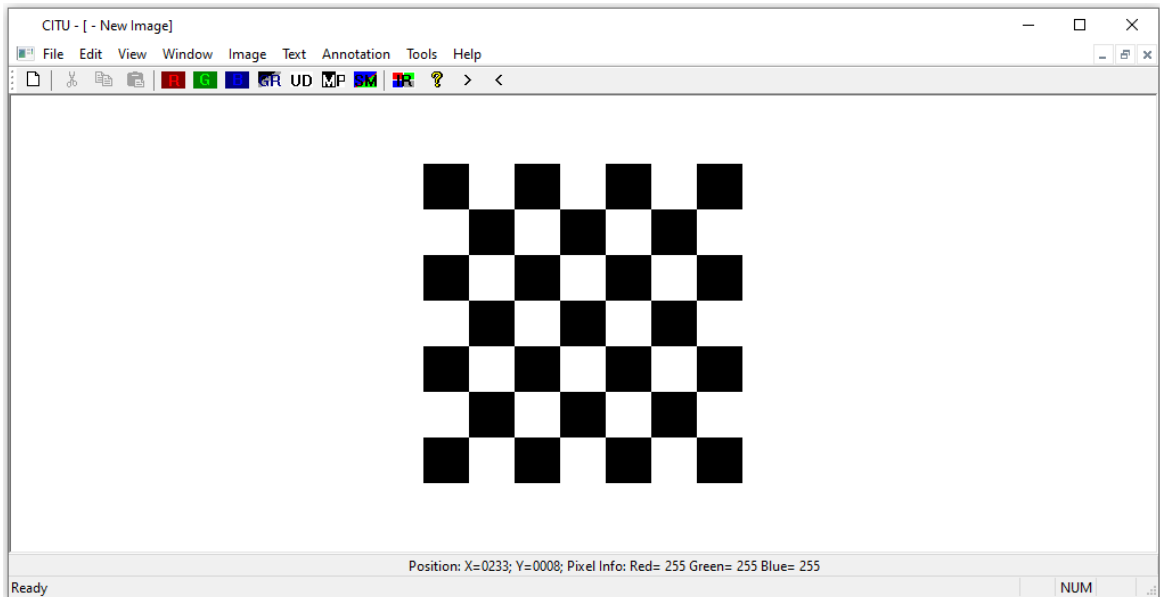 CITU - [ - New Image]
File Edit View Window Image Text Annotation Tools Help
R G B GR UD MP SM IR ? > <
Position: X=0233; Y=0008; Pixel Info: Red= 255 Green= 255 Blue= 255
Ready NUM